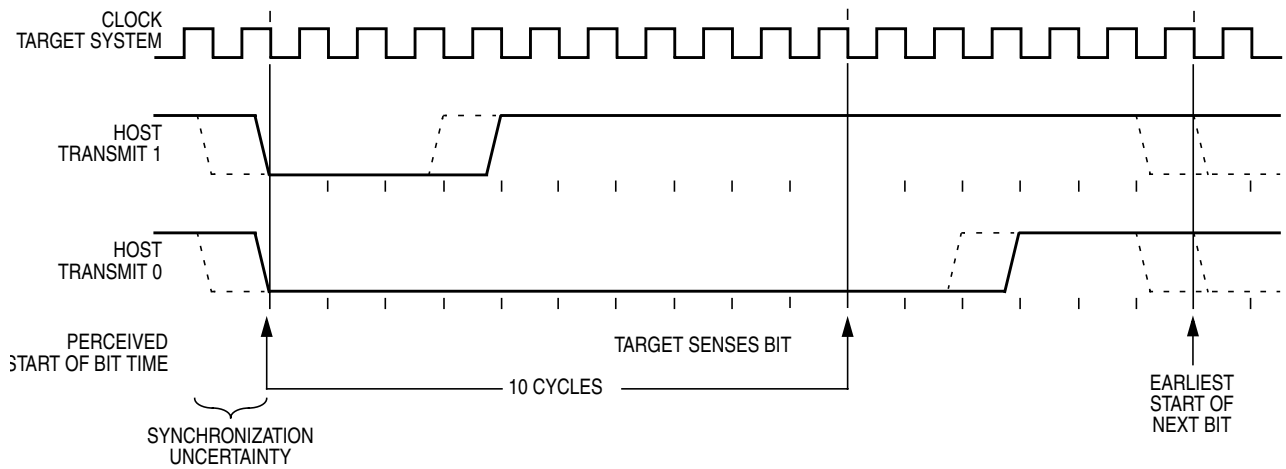 CLOCK
TARGET SYSTEM
HOST
TRANSMIT 1
HOST
TRANSMIT 0
PERCEIVED
START OF BIT TIME
TARGET SENSES BIT
10 CYCLES
SYNCHRONIZATION
UNCERTAINTY
EARLIEST
START OF
NEXT BIT